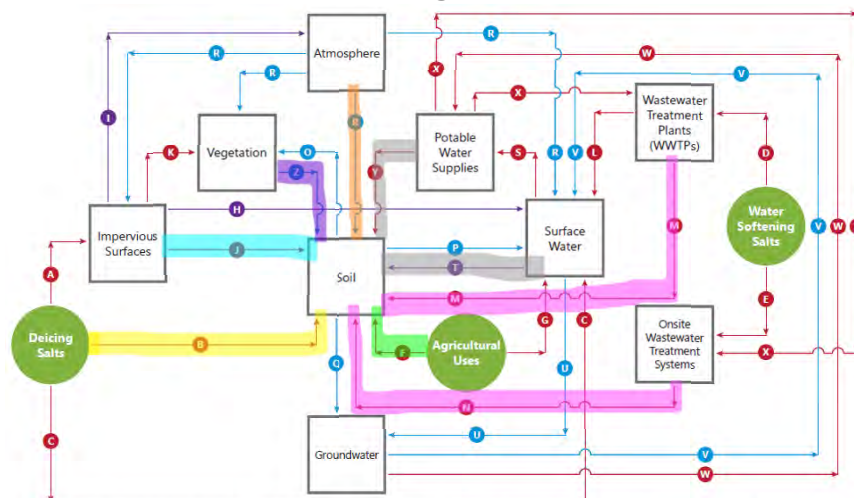 X
Atmosphere
R
R
W
I
R
V
X
Wastewater
Treatment
Plants
(WWTPs)
R
K
Vegetation
O
Potable
Water
Supplies
S
R
V
L
D
Z
Y
H
Water
Softening
Salts
V
W
Impervious
Surfaces
P
Surface
Water
M
J
Soil
T
A
M
E
G
C
Onsite
Wastewater
Treatment
Systems
Deicing
Salts
B
Q
F
Agricultural
Uses
U
X
N
C
Groundwater
U
V
W